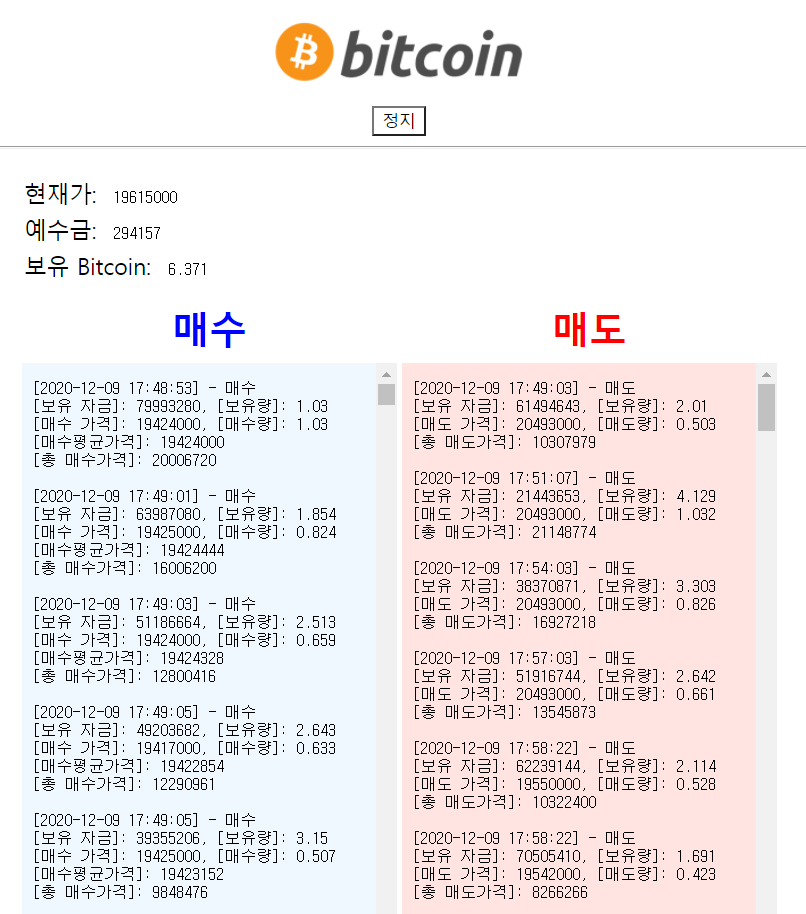 bitcoin
정지
현재가: 19615000
예수금: 294157
보유 Bitcoin: 6.371
매수
[2020-12-09 17:48:53] - 매수
[보유 자금]: 79993280, [보유량]: 1.03
[매수 가격]: 19424000, [매수량]: 1.03
[매수평균가격]: 19424000
[총 매수가격]: 20006720
[2020-12-09 17:49:01] - 매수
[보유 자금]: 63987080, [보유량]: 1.854
[매수 가격]: 19425000, [매수량]: 0.824
[매수평균가격]: 19424444
[총 매수가격]: 16006200
[2020-12-09 17:49:03] - 매수
[보유 자금]: 51186664, [보유량]: 2.513
[매수 가격]: 19424000, [매수량]: 0.659
[매수평균가격]: 19424328
[총 매수가격]: 12800416
[2020-12-09 17:49:05] - 매수
[보유 자금]: 49203682, [보유량]: 2.643
[매수 가격]: 19417000, [매수량]: 0.633
[매수평균가격]: 19422854
[총 매수가격]: 12290961
[2020-12-09 17:49:05] - 매수
[보유 자금]: 39355206, [보유량]: 3.15
[매수 가격]: 19425000, [매수량]: 0.507
[매수평균가격]: 19423152
[총 매수가격]: 9848476
매도
[2020-12-09 17:49:03] - 매도
[보유 자금]: 61494643, [보유량]: 2.01
[매도 가격]: 20493000, [매도량]: 0.503
[총 매도가격]: 10307979
[2020-12-09 17:51:07] - 매도
[보유 자금]: 21443653, [보유량]: 4.129
[매도 가격]: 20493000, [매도량]: 1.032
[총 매도가격]: 21148774
[2020-12-09 17:54:03] - 매도
[보유 자금]: 38370871, [보유량]: 3.303
[매도 가격]: 20493000, [매도량]: 0.826
[총 매도가격]: 16927218
[2020-12-09 17:57:03] - 매도
[보유 자금]: 51916744, [보유량]: 2.642
[매도 가격]: 20493000, [매도량]: 0.661
[총 매도가격]: 13545873
[2020-12-09 17:58:22] - 매도
[보유 자금]: 62239144, [보유량]: 2.114
[매도 가격]: 19550000, [매도량]: 0.528
[총 매도가격]: 10322400
[2020-12-09 17:58:22] - 매도
[보유 자금]: 70505410, [보유량]: 1.691
[매도 가격]: 19542000, [매도량]: 0.423
[총 매도가격]: 8266266